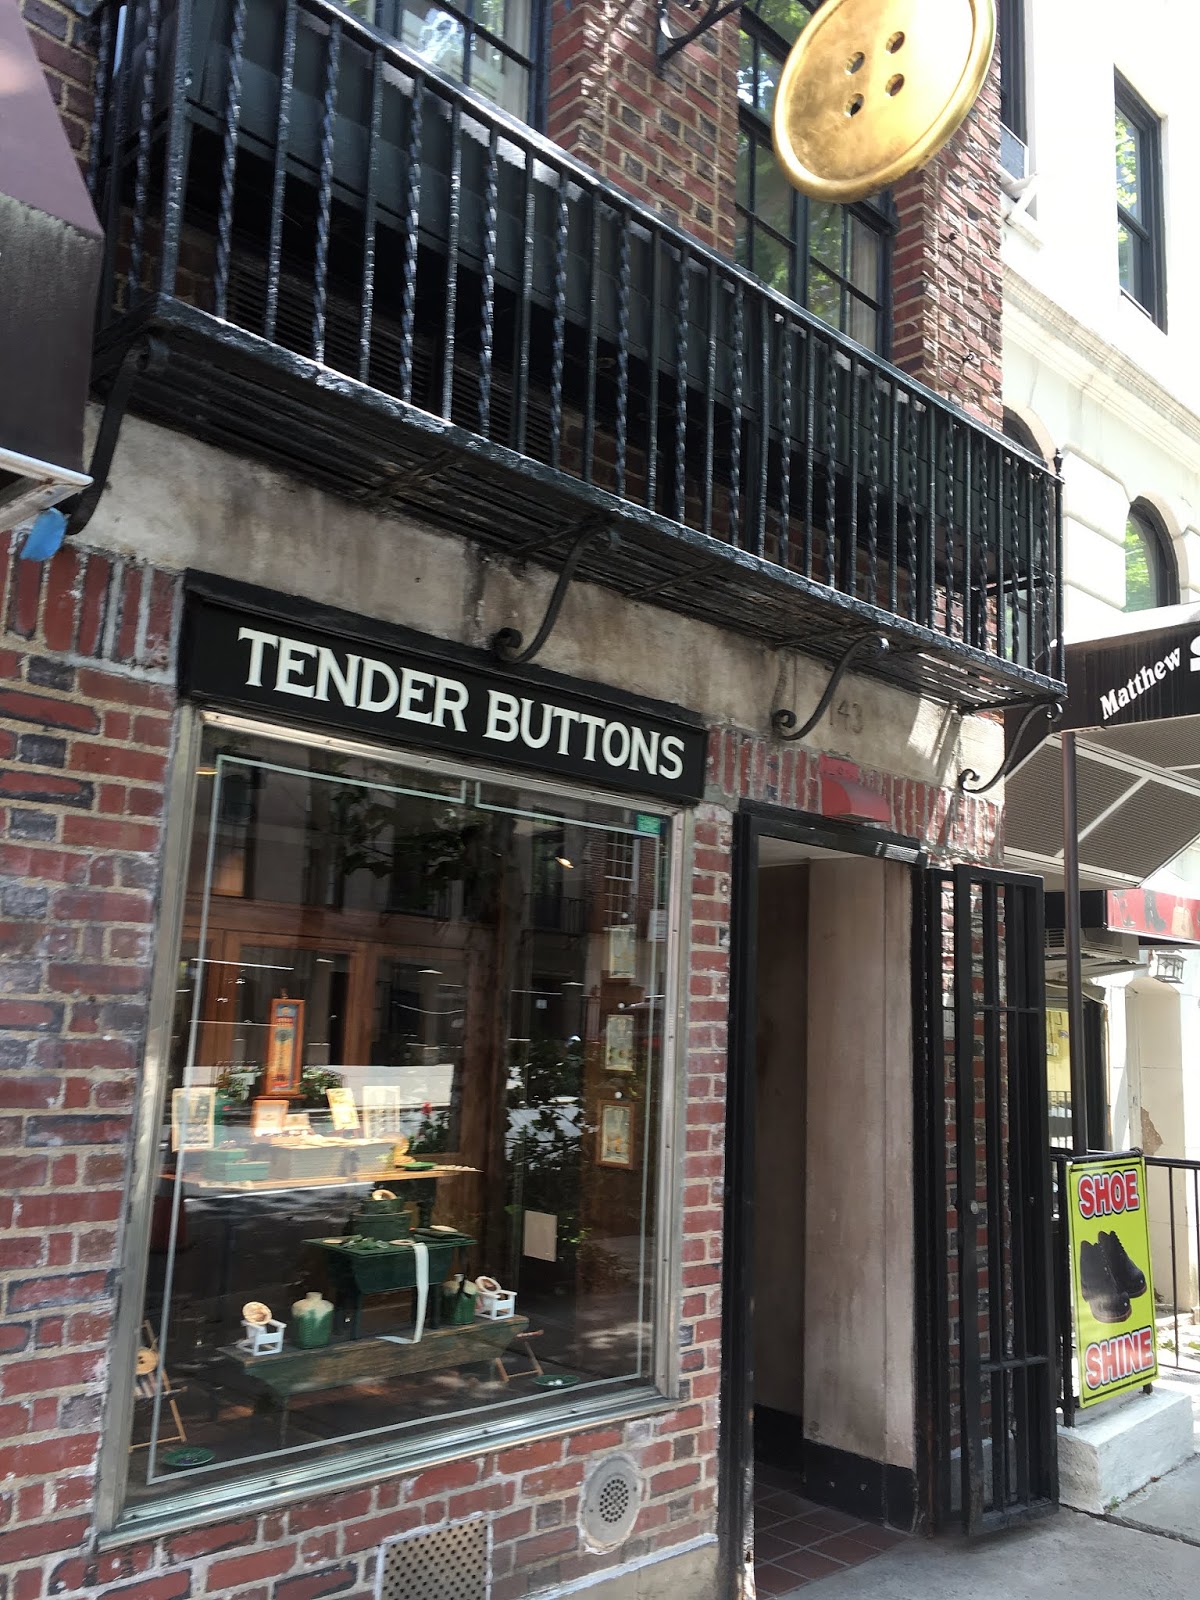 TENDER BUTTONS
143
Matthew
SHOE
SHINE